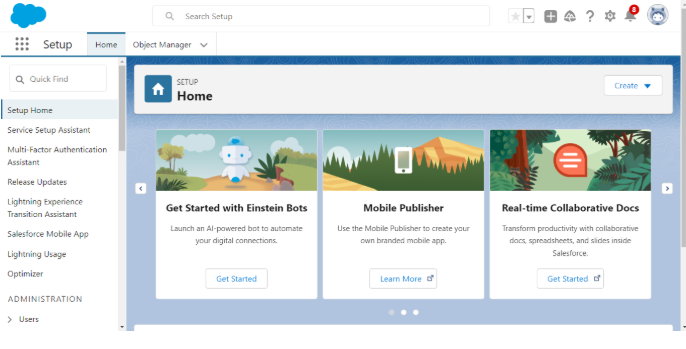 Search Setup
8
Setup
Home
Object Manager
Quick Find
Setup Home
Service Setup Assistant
Multi-Factor Authentication
Assistant
Release Updates
Lightning Experience
Transition Assistant
Salesforce Mobile App
Lightning Usage
Optimizer
ADMINISTRATION
Users
SETUP
Home
Create
Get Started with Einstein Bots
Launch an AI-powered bot to automate
your digital connections.
Get Started
Mobile Publisher
Use the Mobile Publisher to create your
own branded mobile app.
Learn More
Real-time Collaborative Docs
Transform productivity with collaborative
docs, spreadsheets, and slides inside
Salesforce.
Get Started